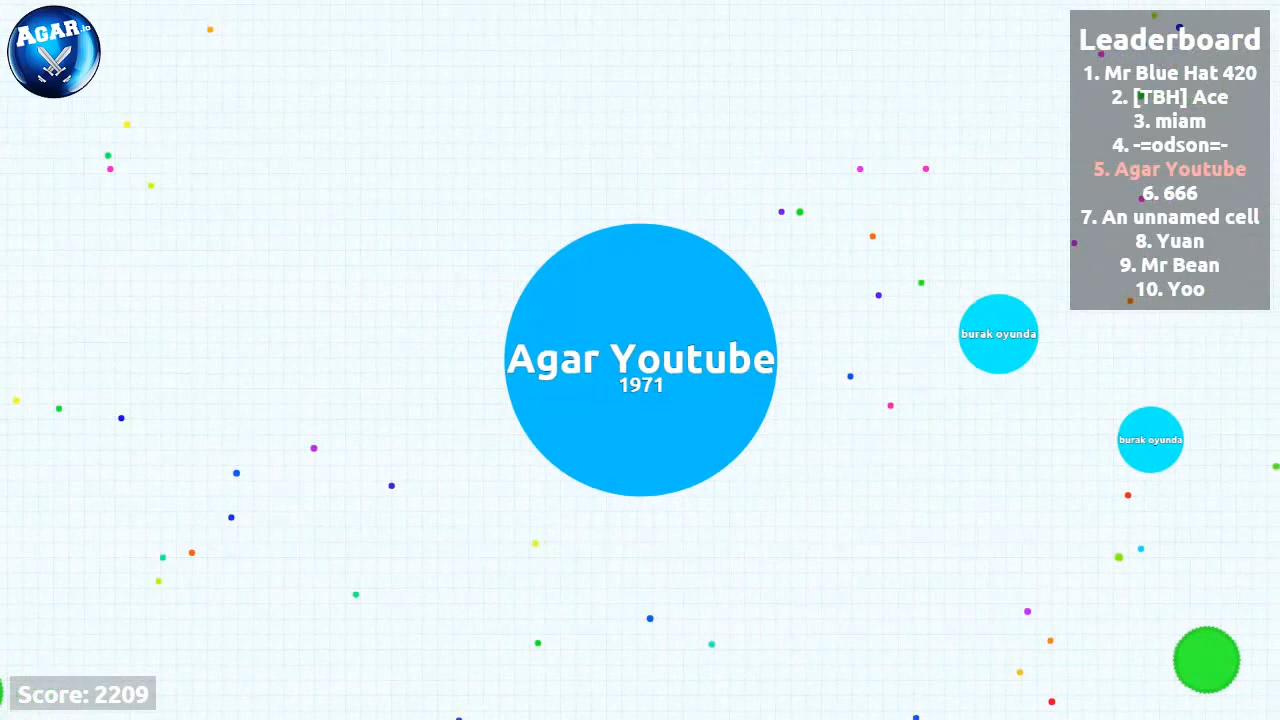 AGAR.io
Leaderboard
1. Mr Blue Hat 420
2. [TBH] Ace
3. miam
4. -=odson=-
5. Agar Youtube
6. 666
7. An unnamed cell
8. Yuan
9. Mr Bean
10. Yoo
burak oyunda
Agar Youtube
1971
burak oyunda
Score: 2209